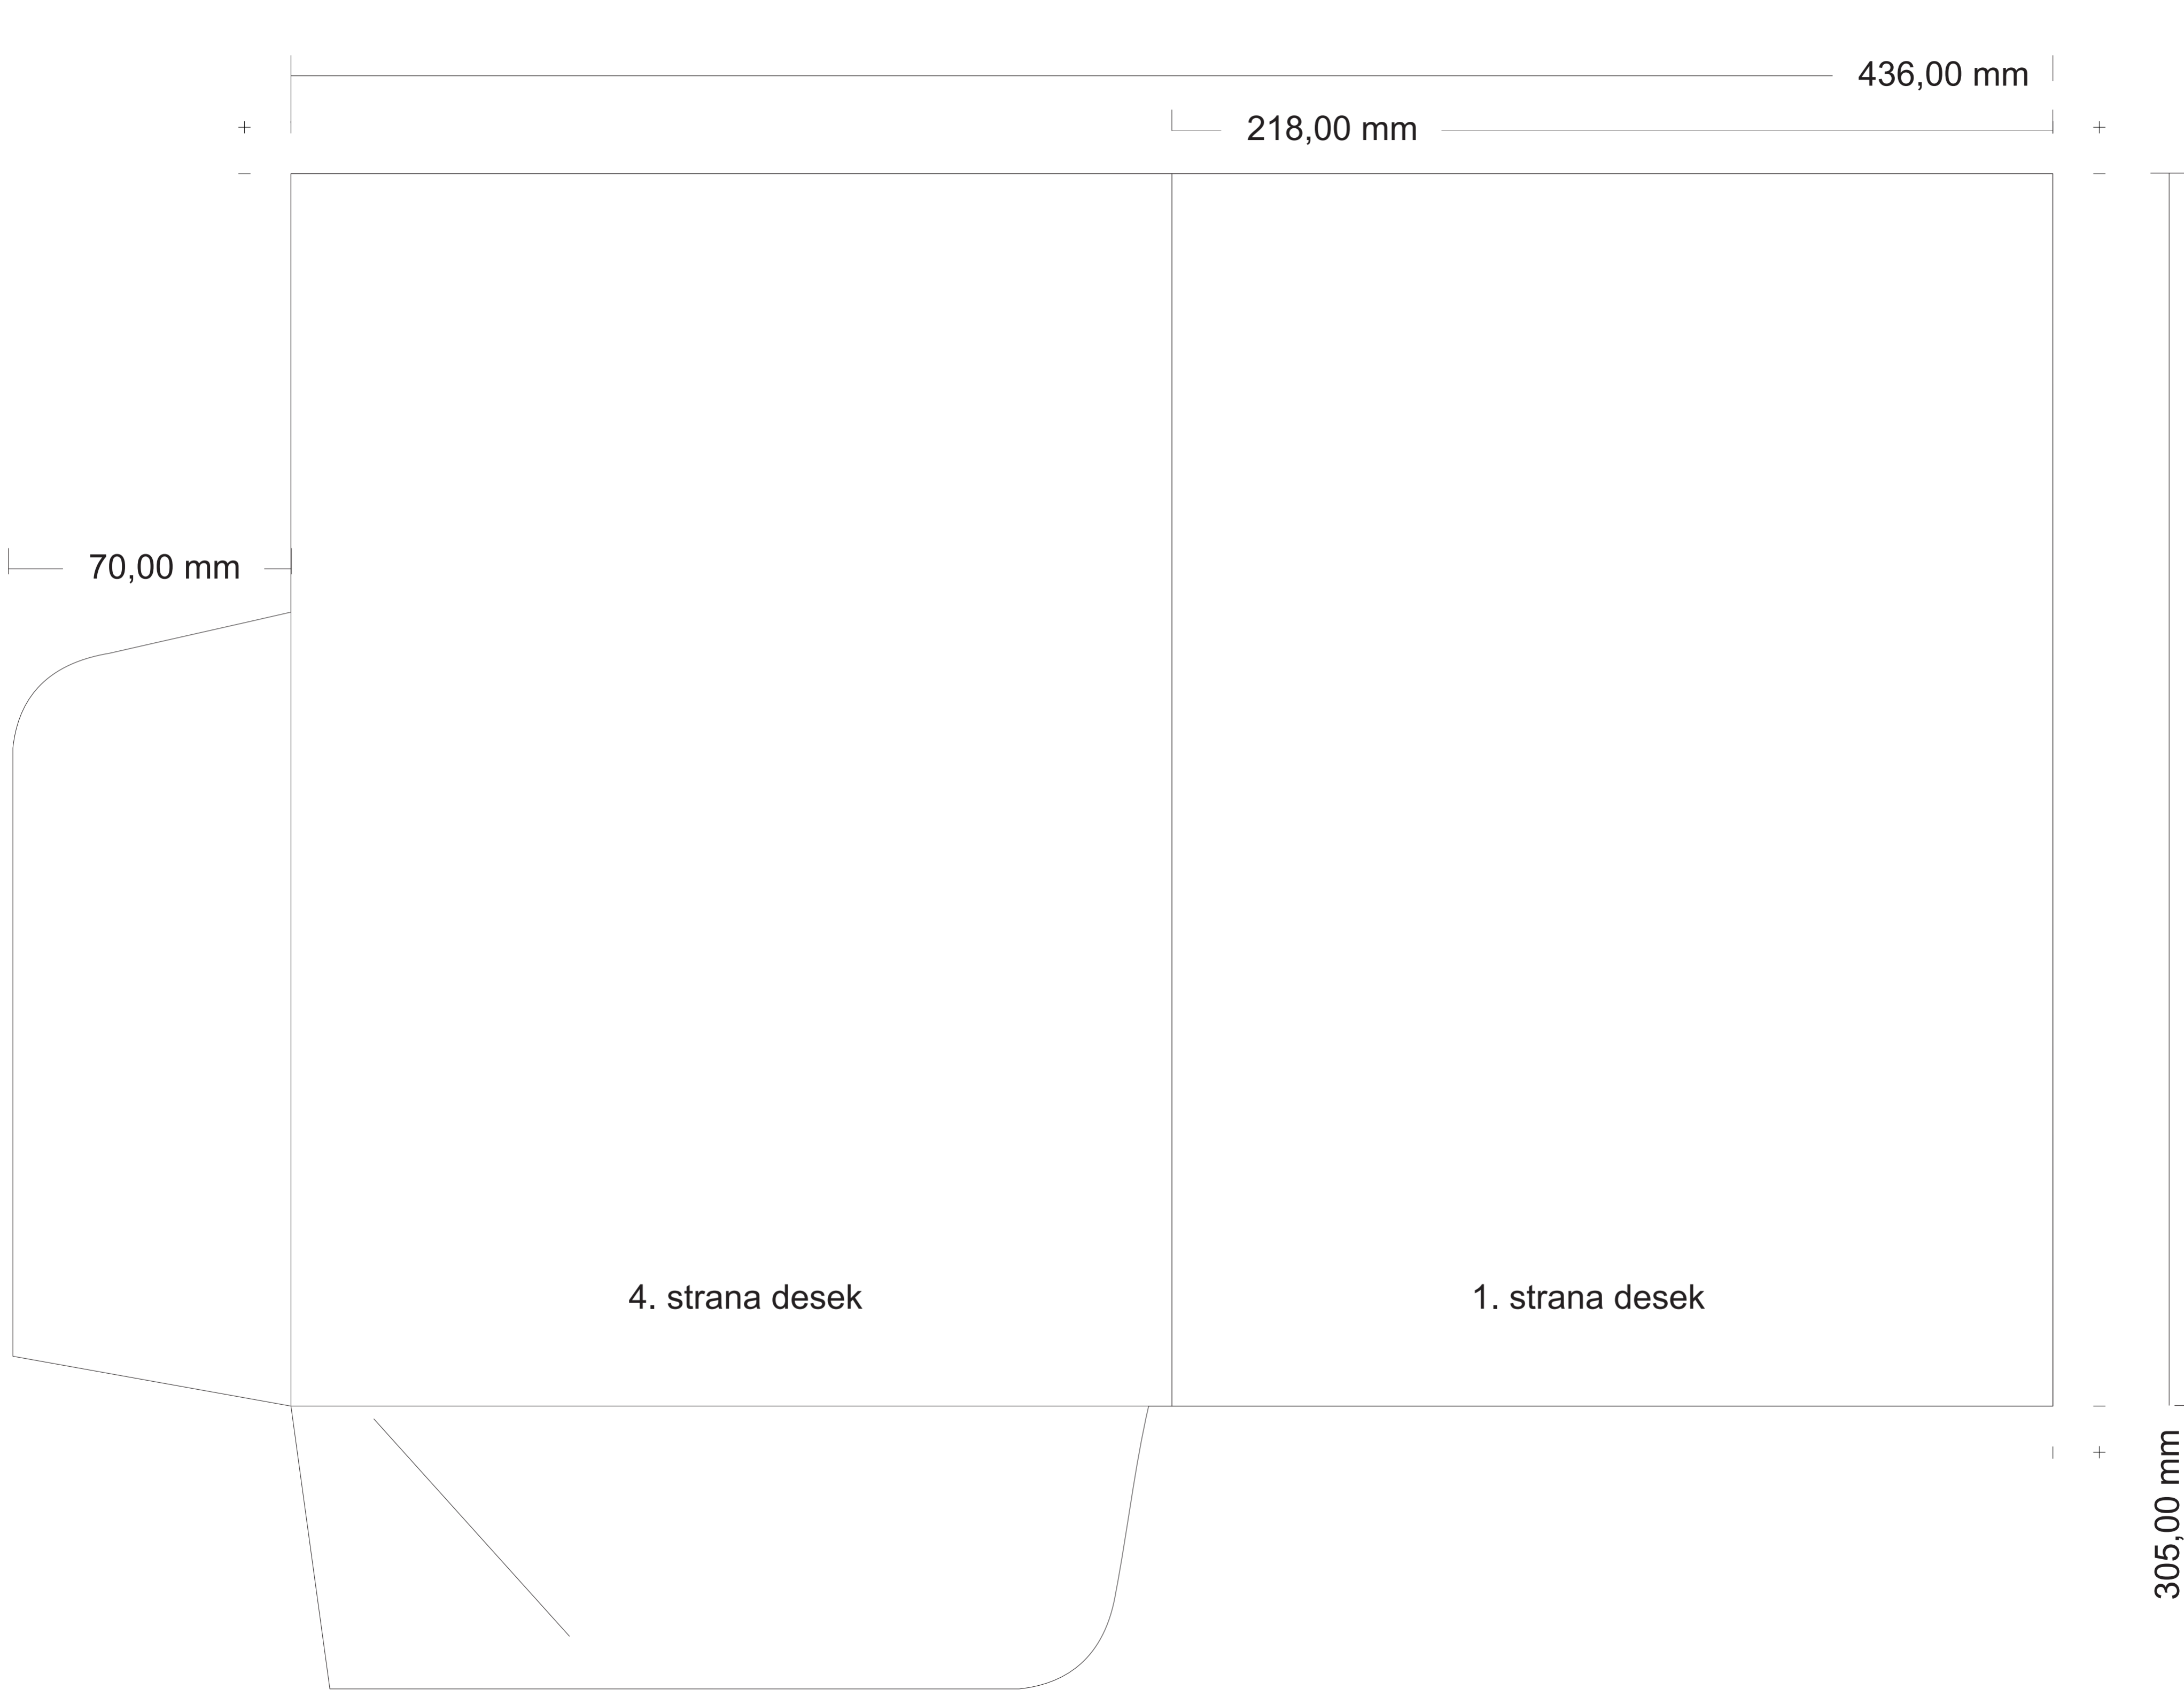 436,00 mm
218,00 mm
70,00 mm
4. strana desek
1. strana desek
305,00 mm